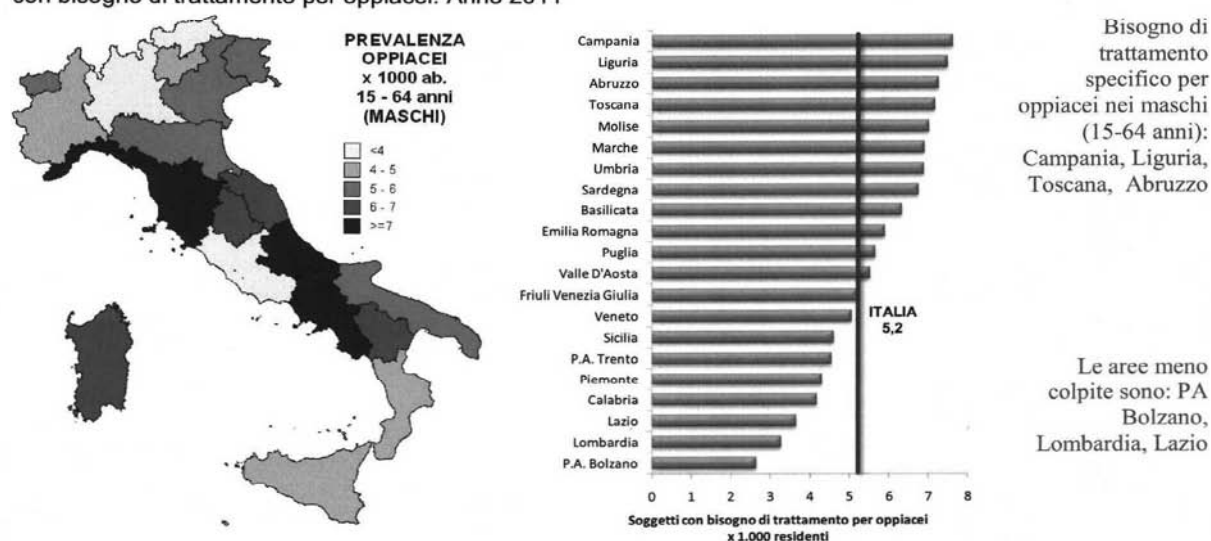 con bisogno di trattamento per oppiacei. Anno 2011
PREVALENZA
OPPIACEI
x 1000 ab.
15 - 64 anni
(MASCHI)
<4
4 - 5
5 - 6
6 - 7
>=7
Campania
Liguria
Abruzzo
Toscana
Molise
Marche
Umbria
Sardegna
Basilicata
Emilia Romagna
Puglia
Valle D'Aosta
Friuli Venezia Giulia
Veneto
Sicilia
P.A. Trento
Piemonte
Calabria
Lazio
Lombardia
P.A. Bolzano
ITALIA
5,2
0 1 2 3 4 5 6 7 8
Soggetti con bisogno di trattamento per oppiacei
x 1.000 residenti
Bisogno di
trattamento
specifico per
oppiacei nei maschi
(15-64 anni):
Campania, Liguria,
Toscana, Abruzzo
Le aree meno
colpite sono: PA
Bolzano,
Lombardia, Lazio